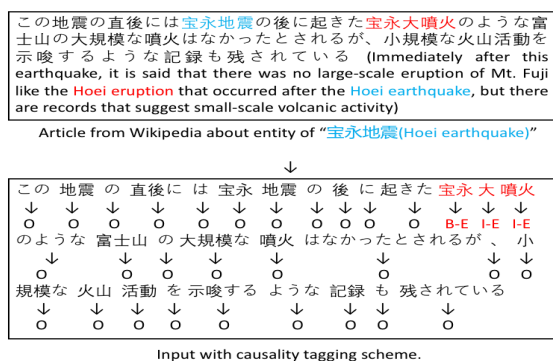 この地震の直後には宝永地震の後に起きた宝永大噴火のような富
士山の大規模な噴火はなかったとされるが、小規模な火山活動を
示唆するような記録も残されている (Immediately after this
earthquake, it is said that there was no large-scale eruption of Mt. Fuji
like the Hoei eruption that occurred after the Hoei earthquake, but there
are records that suggest small-scale volcanic activity)
Article from Wikipedia about entity of “宝永地震(Hoei earthquake)”
↓
この 地震 の 直後に は 宝永 地震 の 後 に 起きた 宝永 大 噴火
↓ ↓ ↓ ↓ ↓ ↓ ↓ ↓ ↓ ↓ ↓ ↓ ↓
O O O O O O O O O O B-E I-E I-E
のような 富士山 の 大規模な 噴火 はなかったとされるが 、 小
↓ ↓ ↓ ↓ ↓ ↓ ↓ ↓
O O O O O O O O
規模な 火山 活動 を 示唆する ような 記録 も 残されている
↓ ↓ ↓ ↓ ↓ ↓ ↓ ↓
O O O O O O O O
Input with causality tagging scheme.